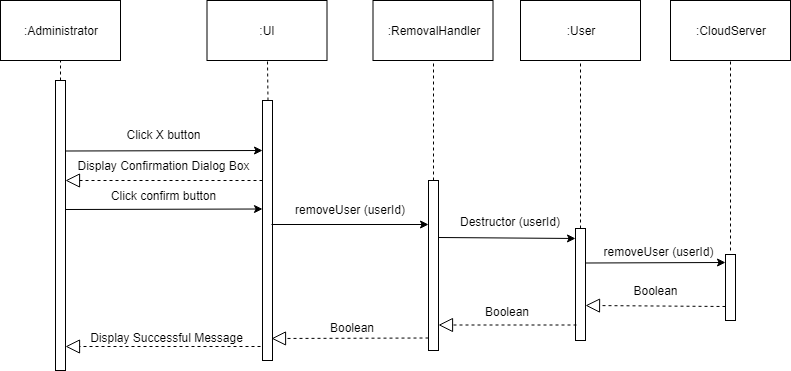 :Administrator
:UI
:RemovalHandler
:User
:CloudServer
Click X button
Display Confirmation Dialog Box
Click confirm button
removeUser (userId)
Destructor (userId)
removeUser (userId)
Boolean
Boolean
Boolean
Display Successful Message